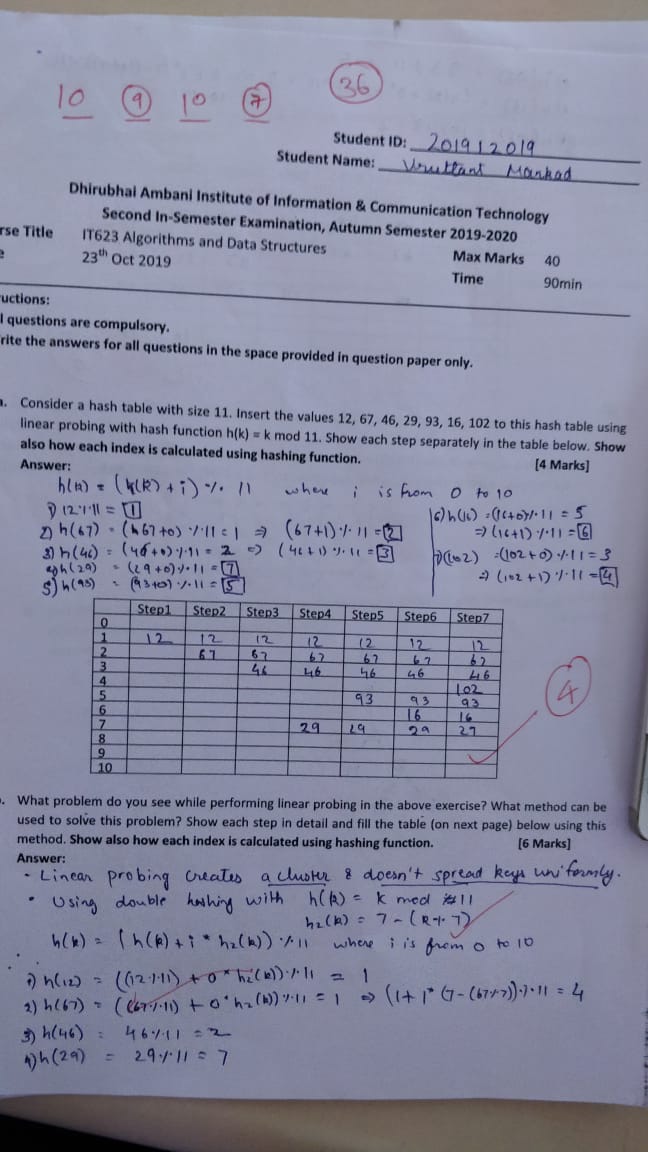 10 9 10 7 36
Student ID: 201912019
Student Name: Vruttant Mankad
Dhirubhai Ambani Institute of Information & Communication Technology
Second In-Semester Examination, Autumn Semester 2019-2020
rse Title IT623 Algorithms and Data Structures Max Marks 40
e 23th Oct 2019 Time 90min
uctions:
l questions are compulsory.
rite the answers for all questions in the space provided in question paper only.
a. Consider a hash table with size 11. Insert the values 12, 67, 46, 29, 93, 16, 102 to this hash table using
linear probing with hash function h(k) = k mod 11. Show each step separately in the table below. Show
also how each index is calculated using hashing function. [4 Marks]
Answer:
h(k) = (h(k) + i) % 11 where i is from 0 to 10
1) 12 % 11 = 1
2) h(67) = (67+0) % 11 = 1 ⇒ (67+1) % 11 = 2
3) h(46) = (46+0) % 11 = 2 ⇒ (46+1) % 11 = 3
4) h(29) = (29+0) % 11 = 7
5) h(93) = (93+0) % 11 = 5
6) h(16) = (16+0) % 11 = 5
⇒ (16+1) % 11 = 6
7) (102) = (102+0) % 11 = 3
⇒ (102+1) % 11 = 4
Step1 Step2 Step3 Step4 Step5 Step6 Step7
0
1 12 12 12 12 12 12 12
2 67 67 67 67 67 67
3 46 46 46 46 46
4 102
5 93 93 93
6 16 16
7 29 29 29 29
8
9
10
4
. What problem do you see while performing linear probing in the above exercise? What method can be
used to solve this problem? Show each step in detail and fill the table (on next page) below using this
method. Show also how each index is calculated using hashing function. [6 Marks]
Answer:
• Linear probing creates a cluster & doesn't spread keys uniformly.
• Using double hashing with h(k) = k mod 11
h2(k) = 7 - (k % 7)
h(k) = (h(k) + i * h2(k)) % 11 where i is from 0 to 10
1) h(12) = ((12 % 11) + 0 * h2(k)) % 11 = 1
2) h(67) = ((67 % 11) + 0 * h2(k)) % 11 = 1 ⇒ (1 + 1* (7 - (67 % 7)) % 11 = 4
3) h(46) = 46 % 11 = 2
4) h(29) = 29 % 11 = 7